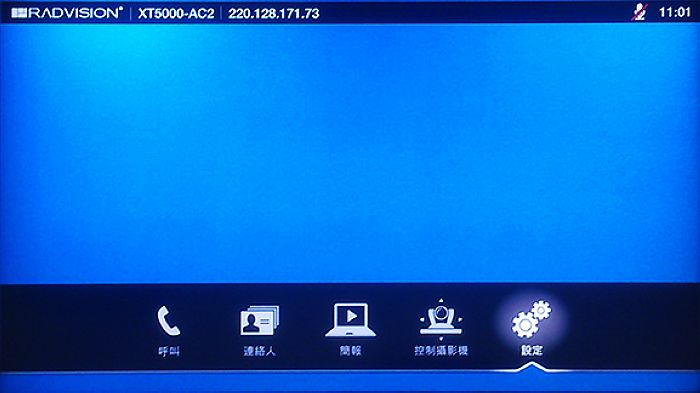 RADVISION® | XT5000-AC2 | 220.128.171.73 11:01
呼叫 連絡人 簡報 控制攝影機 設定